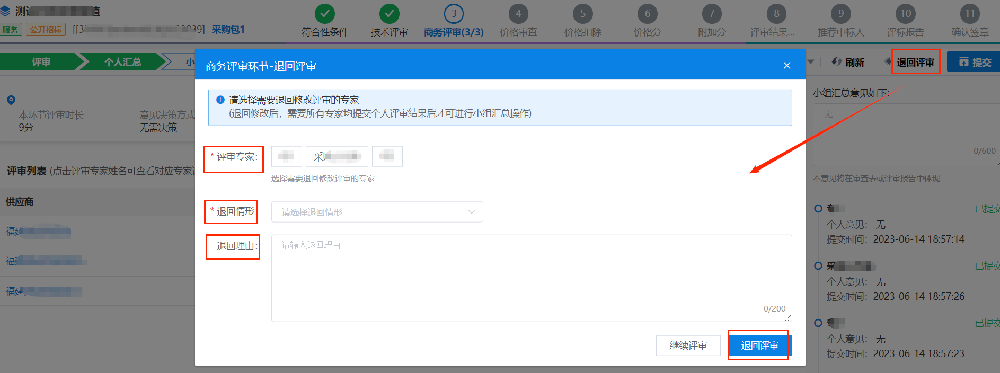 测 值
服务 公开招标 [[3 039] 采购包1
3 4 5 6 7 8 9 10 11
符合性条件 技术评审 商务评审(3/3) 价格审查 价格扣除 价格分 附加分 评审结果... 推荐中标人 评标报告 确认签章
评审 个人汇总 小
刷新 退回评审 提交
商务评审环节-退回评审
请选择需要退回修改评审的专家
(退回修改后，需要所有专家均提交个人评审结果后才可进行小组汇总操作)
本环节评审时长 意见决策方式
9分 无需决策
评审列表 (点击评审专家姓名可查看对应专家
供应商
福建
福建
福建
* 评审专家： 采购
选择需要退回修改评审的专家
* 退回情形 请选择退回情形
退回理由： 请输入退回理由
0/200
继续评审 退回评审
小组汇总意见如下:
无
0/600
本意见将在审查表或评审报告中体现
已提交
个人意见： 无
提交时间：2023-06-14 18:57:14
采 已提交
个人意见： 无
提交时间：2023-06-14 18:57:26
已提交
个人意见： 无
提交时间：2023-06-14 18:57:23